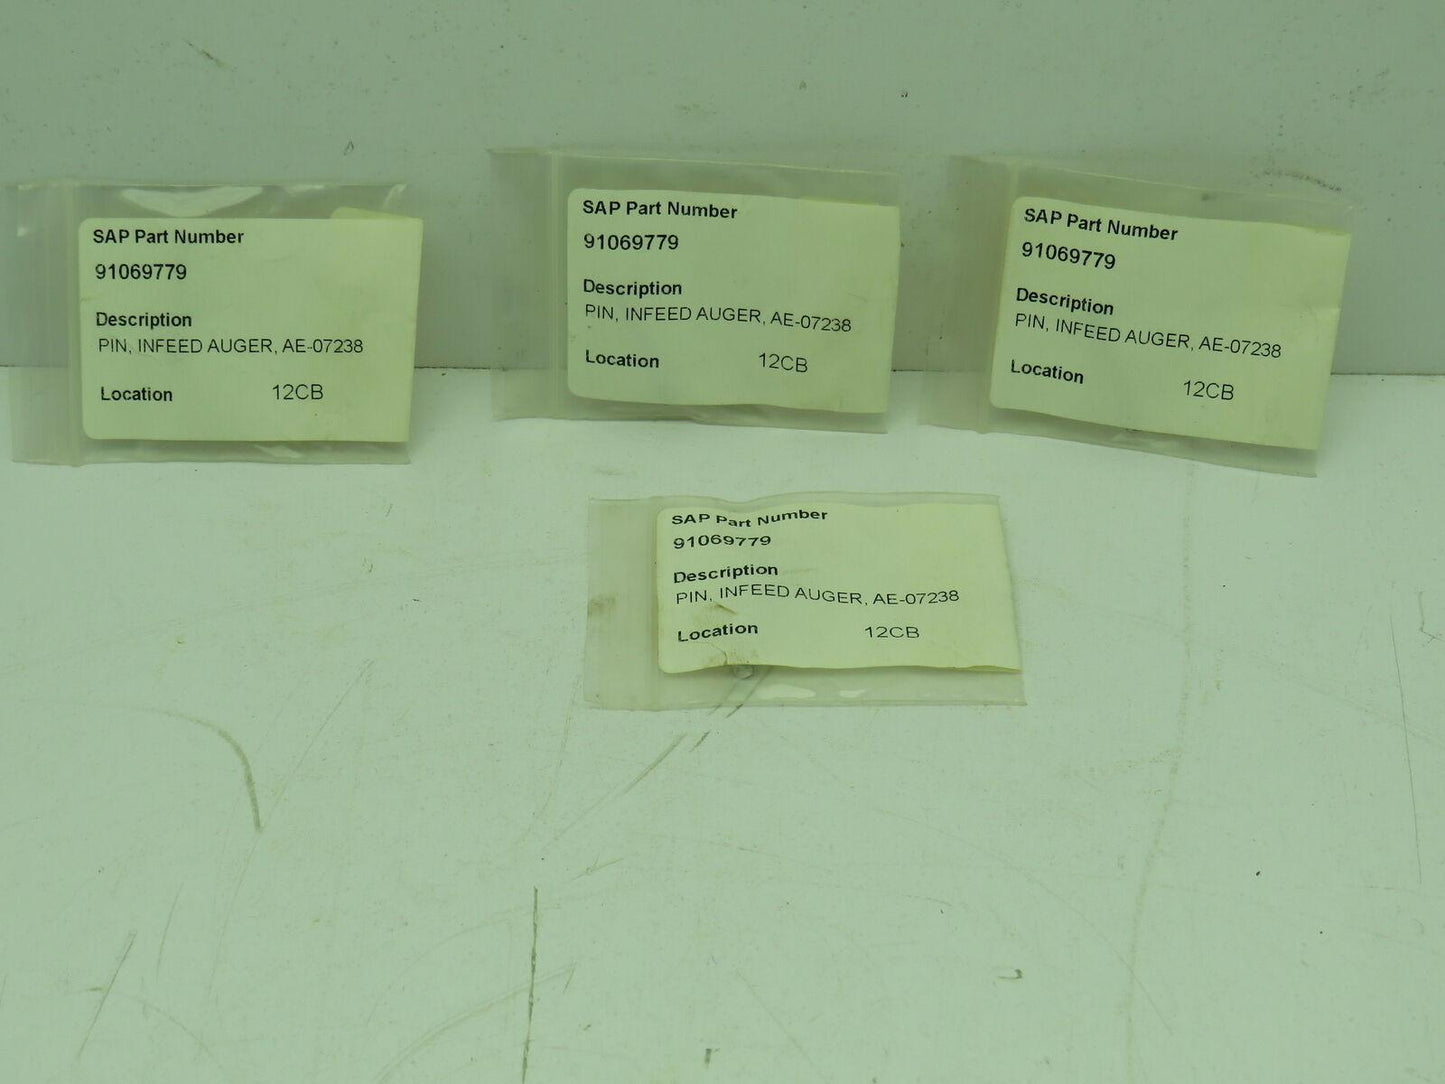 SAP Part Number
91069779
Description
PIN, INFEED AUGER, AE-07238
Location 12CB
SAP Part Number
91069779
Description
PIN, INFEED AUGER, AE-07238
Location 12CB
SAP Part Number
91069779
Description
PIN, INFEED AUGER, AE-07238
Location 12CB
SAP Part Number
91069779
Description
PIN, INFEED AUGER, AE-07238
Location 12CB